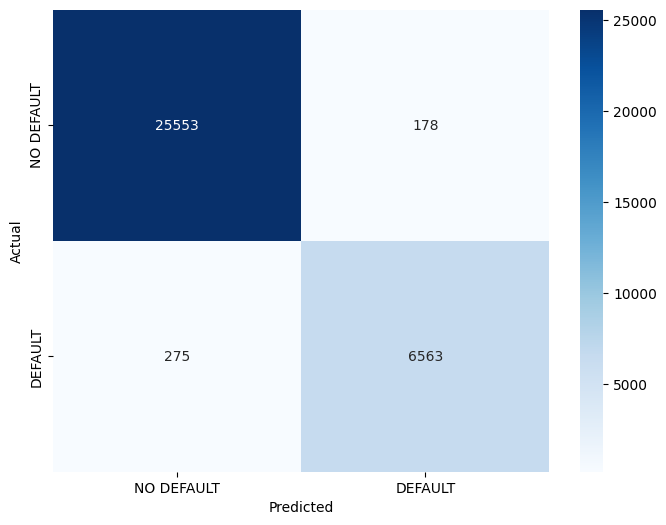 25553
178
275
6563
NO DEFAULT
DEFAULT
Actual
NO DEFAULT
DEFAULT
Predicted
25000
20000
15000
10000
5000